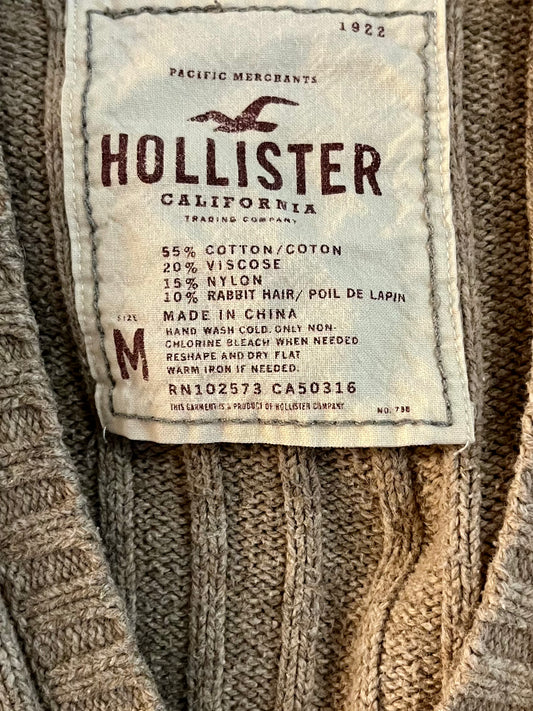 1922
PACIFIC MERCHANTS
HOLLISTER
CALIFORNIA
TRADING COMPANY
55% COTTON/COTON
20% VISCOSE
15% NYLON
10% RABBIT HAIR/ POIL DE LAPIN
MADE IN CHINA
SIZE
M
HAND WASH COLD. ONLY NON-
CHLORINE BLEACH WHEN NEEDED
RESHAPE AND DRY FLAT
WARM IRON IF NEEDED.
RN102573 CA50316
THIS GARMENT IS A PRODUCT OF HOLLISTER COMPANY
NO.